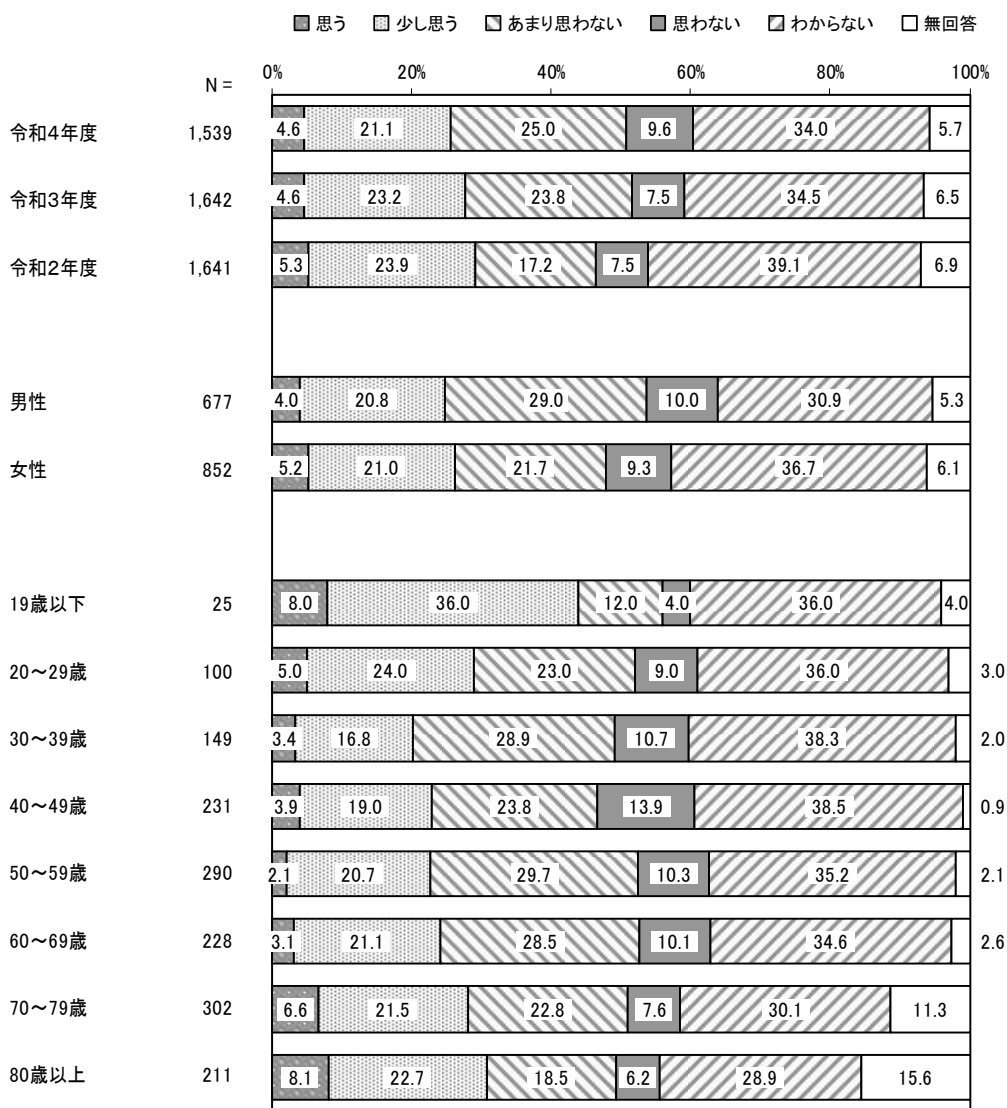 思う 少し思う あまり思わない 思わない わからない 無回答
N = 0% 20% 40% 60% 80% 100%
令和4年度 1,539 4.6 21.1 25.0 9.6 34.0 5.7
令和3年度 1,642 4.6 23.2 23.8 7.5 34.5 6.5
令和2年度 1,641 5.3 23.9 17.2 7.5 39.1 6.9
男性 677 4.0 20.8 29.0 10.0 30.9 5.3
女性 852 5.2 21.0 21.7 9.3 36.7 6.1
19歳以下 25 8.0 36.0 12.0 4.0 36.0 4.0
20～29歳 100 5.0 24.0 23.0 9.0 36.0 3.0
30～39歳 149 3.4 16.8 28.9 10.7 38.3 2.0
40～49歳 231 3.9 19.0 23.8 13.9 38.5 0.9
50～59歳 290 2.1 20.7 29.7 10.3 35.2 2.1
60～69歳 228 3.1 21.1 28.5 10.1 34.6 2.6
70～79歳 302 6.6 21.5 22.8 7.6 30.1 11.3
80歳以上 211 8.1 22.7 18.5 6.2 28.9 15.6